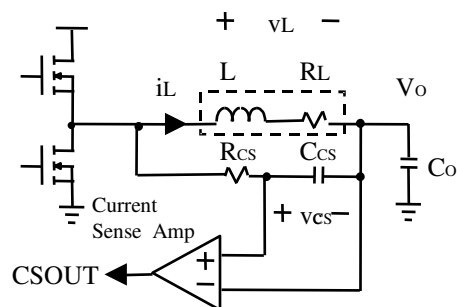 + vL −
iL L RL VO
RCS CCS
CO
+ vcs −
Current
Sense Amp
+
−
CSOUT